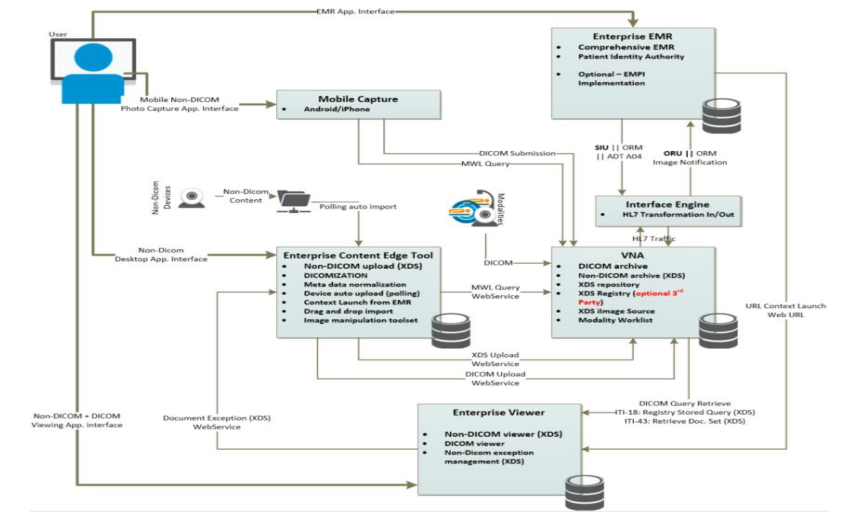 EMR App. Interface
User
Enterprise EMR
• Comprehensive EMR
• Patient Identity Authority
• Optional – EMPI
Implementation
Mobile Non-DICOM
Photo Capture App. Interface
Mobile Capture
• Android/iPhone
DICOM Submission
MWL Query
SIU || ORM
|| ADT A04
ORU || ORM
Image Notification
Non-Dicom
Devices
Non-Dicom
Content
Polling auto import
Modalities
Interface Engine
• HL7 Transformation In/Out
HL7 Traffic
Non-Dicom
Desktop App. Interface
Enterprise Content Edge Tool
• Non-DICOM upload (XDS)
• DICOMIZATION
• Meta data normalization
• Device auto upload (polling)
• Context Launch from EMR
• Drag and drop import
• Image manipulation toolset
DICOM
MWL Query
WebService
VNA
• DICOM archive
• Non-DICOM archive (XDS)
• XDS repository
• XDS Registry (optional 3rd
Party)
• XDS iImage Source
• Modality Worklist
URL Context Launch
Web URL
XDS Upload
WebService
DICOM Upload
WebService
Non-DICOM + DICOM
Viewing App. interface
Document Exception (XDS)
WebService
Enterprise Viewer
• Non-DICOM viewer (XDS)
• DICOM viewer
• Non-Dicom exception
management (XDS)
DICOM Query Retrieve
ITI-18: Registry Stored Query (XDS)
ITI-43: Retrieve Doc. Set (XDS)